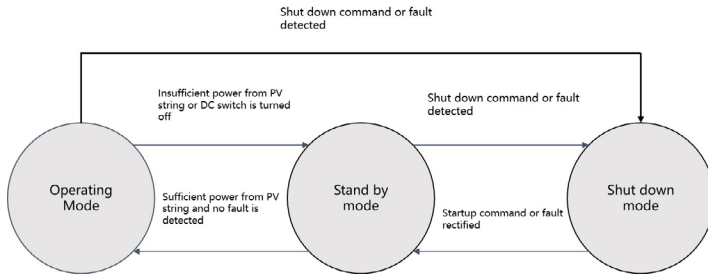 Shut down command or fault
detected
Insufficient power from PV
string or DC switch is turned
off
Shut down command or fault
detected
Operating
Mode
Sufficient power from PV
string and no fault is
detected
Stand by
mode
Startup command or fault
rectified
Shut down
mode